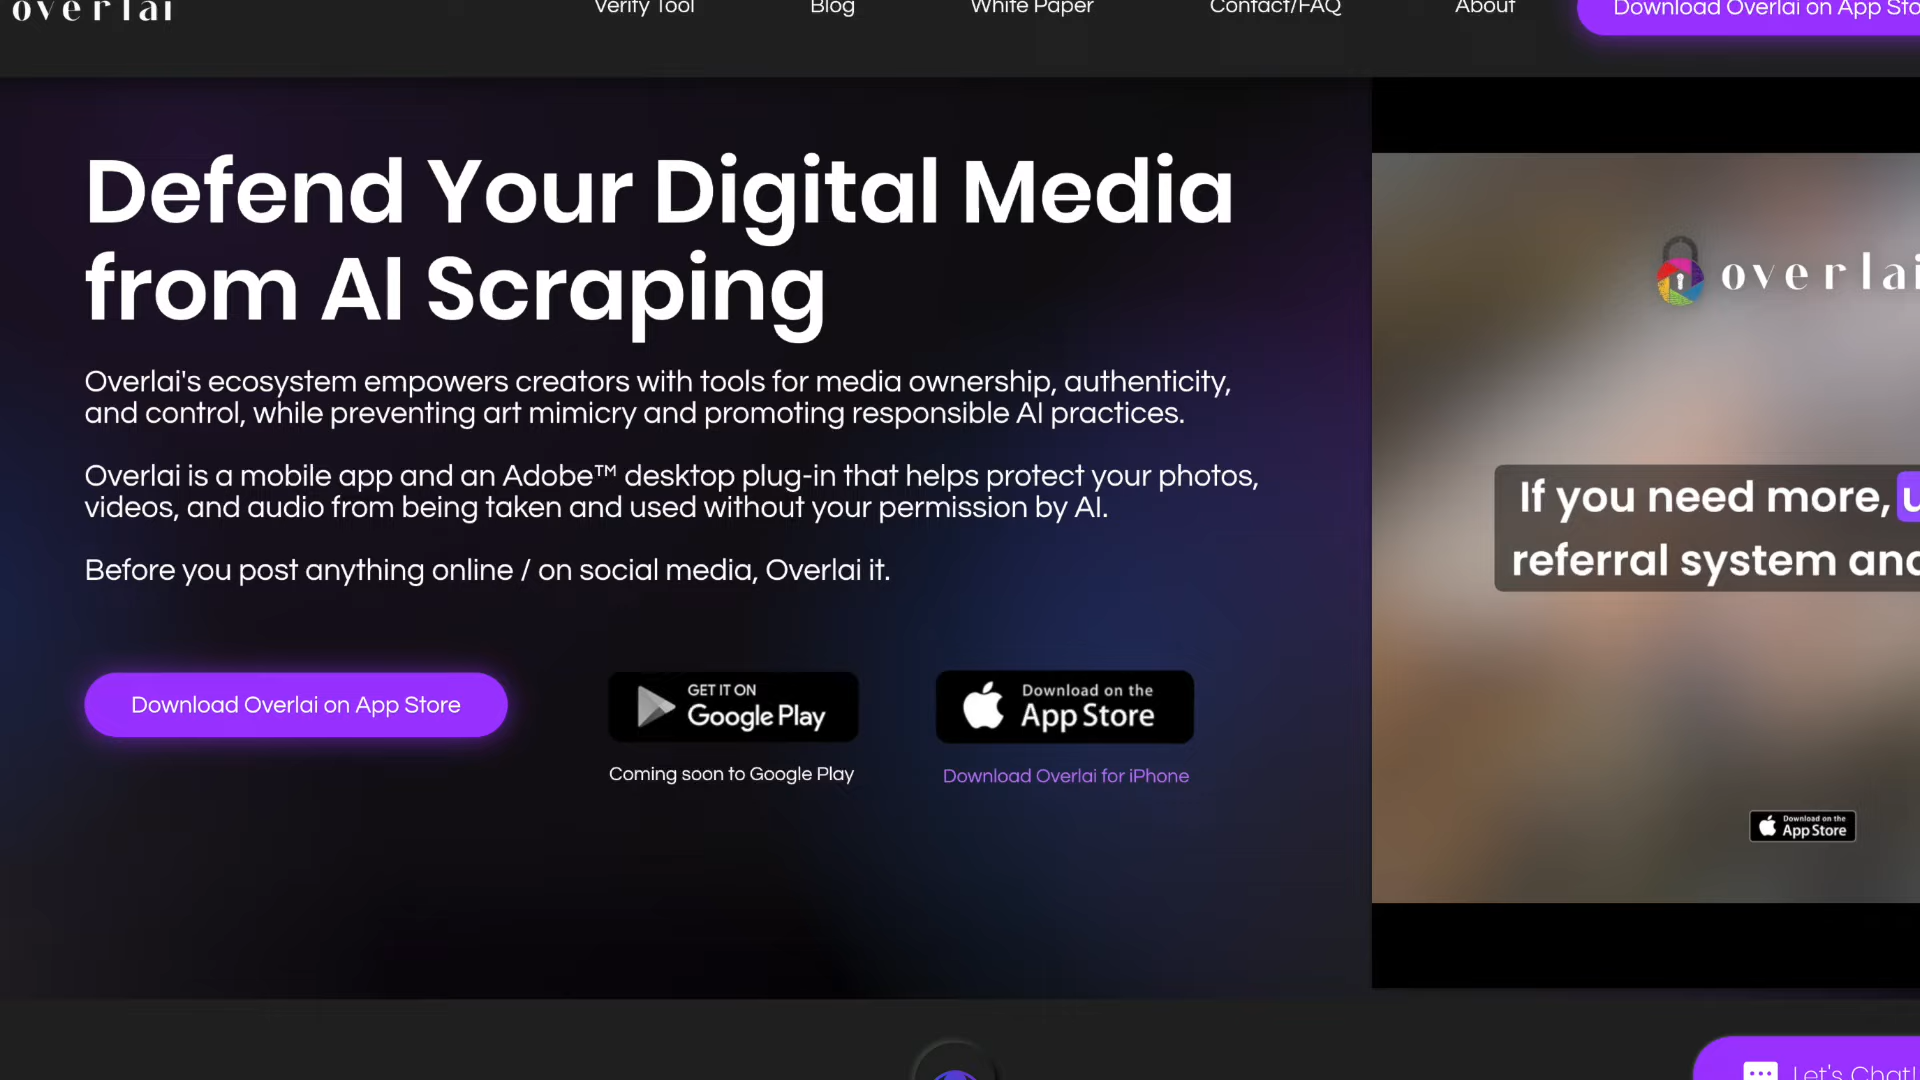 overlai
Verify Tool
Blog
White Paper
Contact/FAQ
About
Download Overlai on App Sto
Defend Your Digital Media
from AI Scraping
Overlai's ecosystem empowers creators with tools for media ownership, authenticity,
and control, while preventing art mimicry and promoting responsible AI practices.
Overlai is a mobile app and an Adobe™ desktop plug-in that helps protect your photos,
videos, and audio from being taken and used without your permission by AI.
Before you post anything online / on social media, Overlai it.
Download Overlai on App Store
GET IT ON
Google Play
Coming soon to Google Play
Download on the
App Store
Download Overlai for iPhone
overlai
If you need more, u
referral system and
Download on the
App Store
Let's Chat!